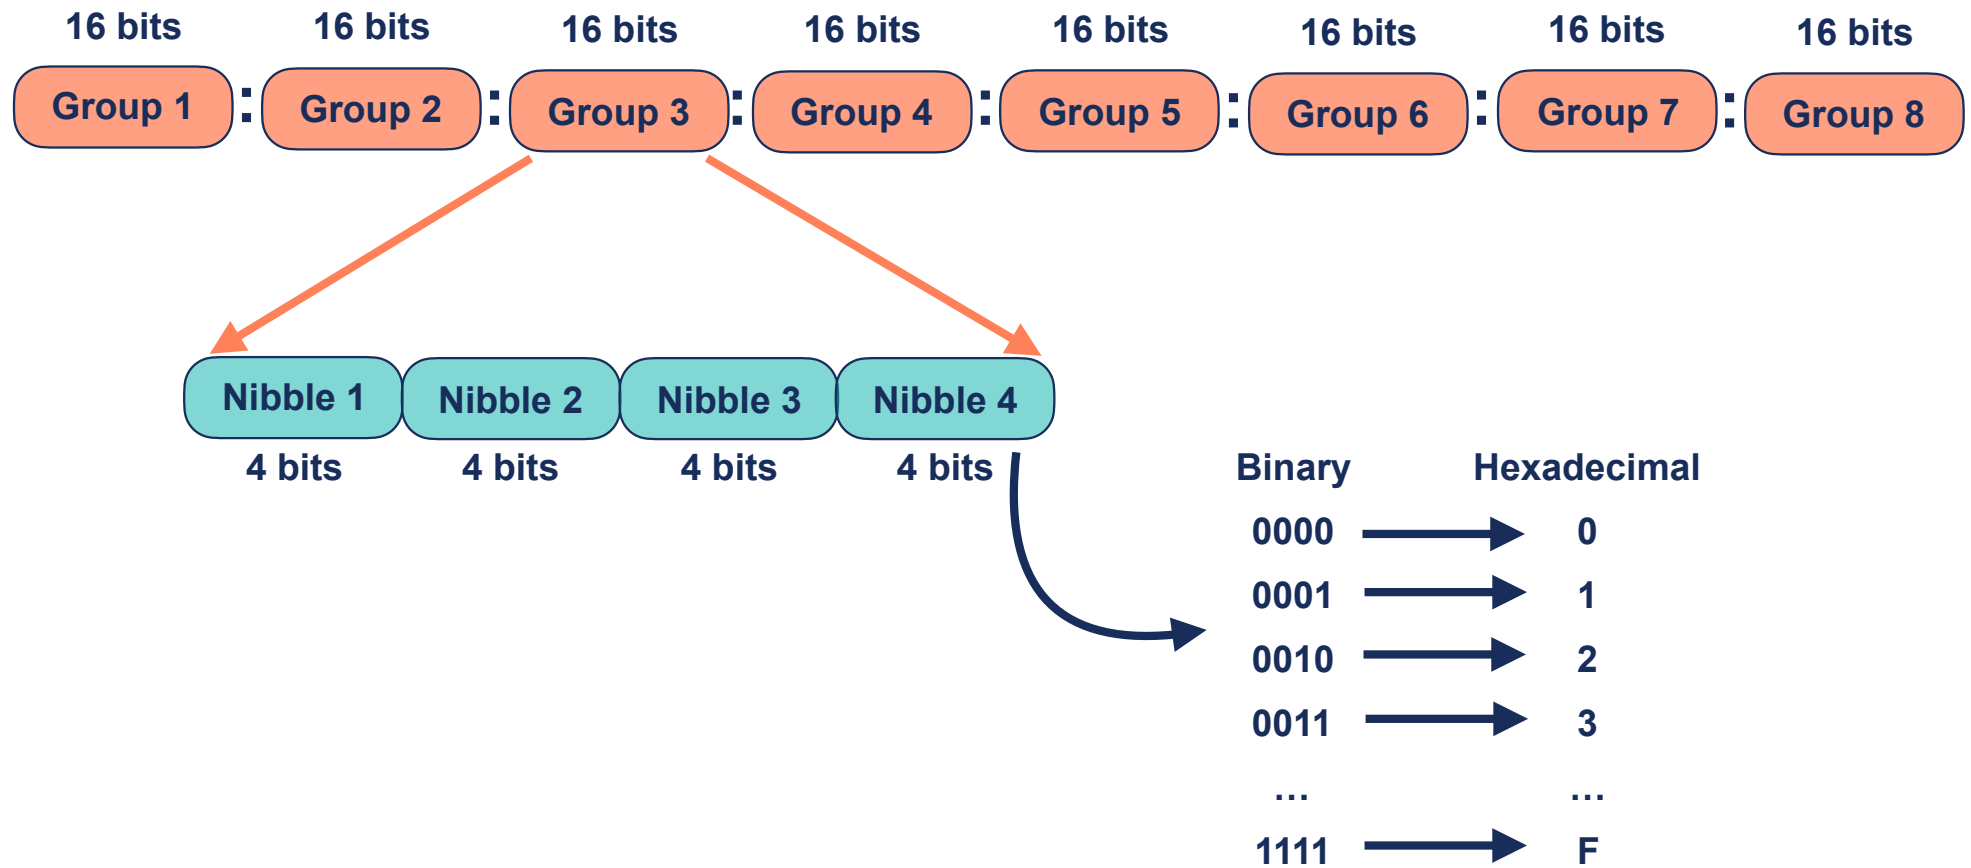 16 bits 16 bits 16 bits 16 bits 16 bits 16 bits 16 bits 16 bits
Group 1 : Group 2 : Group 3 : Group 4 : Group 5 : Group 6 : Group 7 : Group 8
Nibble 1 Nibble 2 Nibble 3 Nibble 4
4 bits 4 bits 4 bits 4 bits
Binary Hexadecimal
0000 0
0001 1
0010 2
0011 3
... ...
1111 F